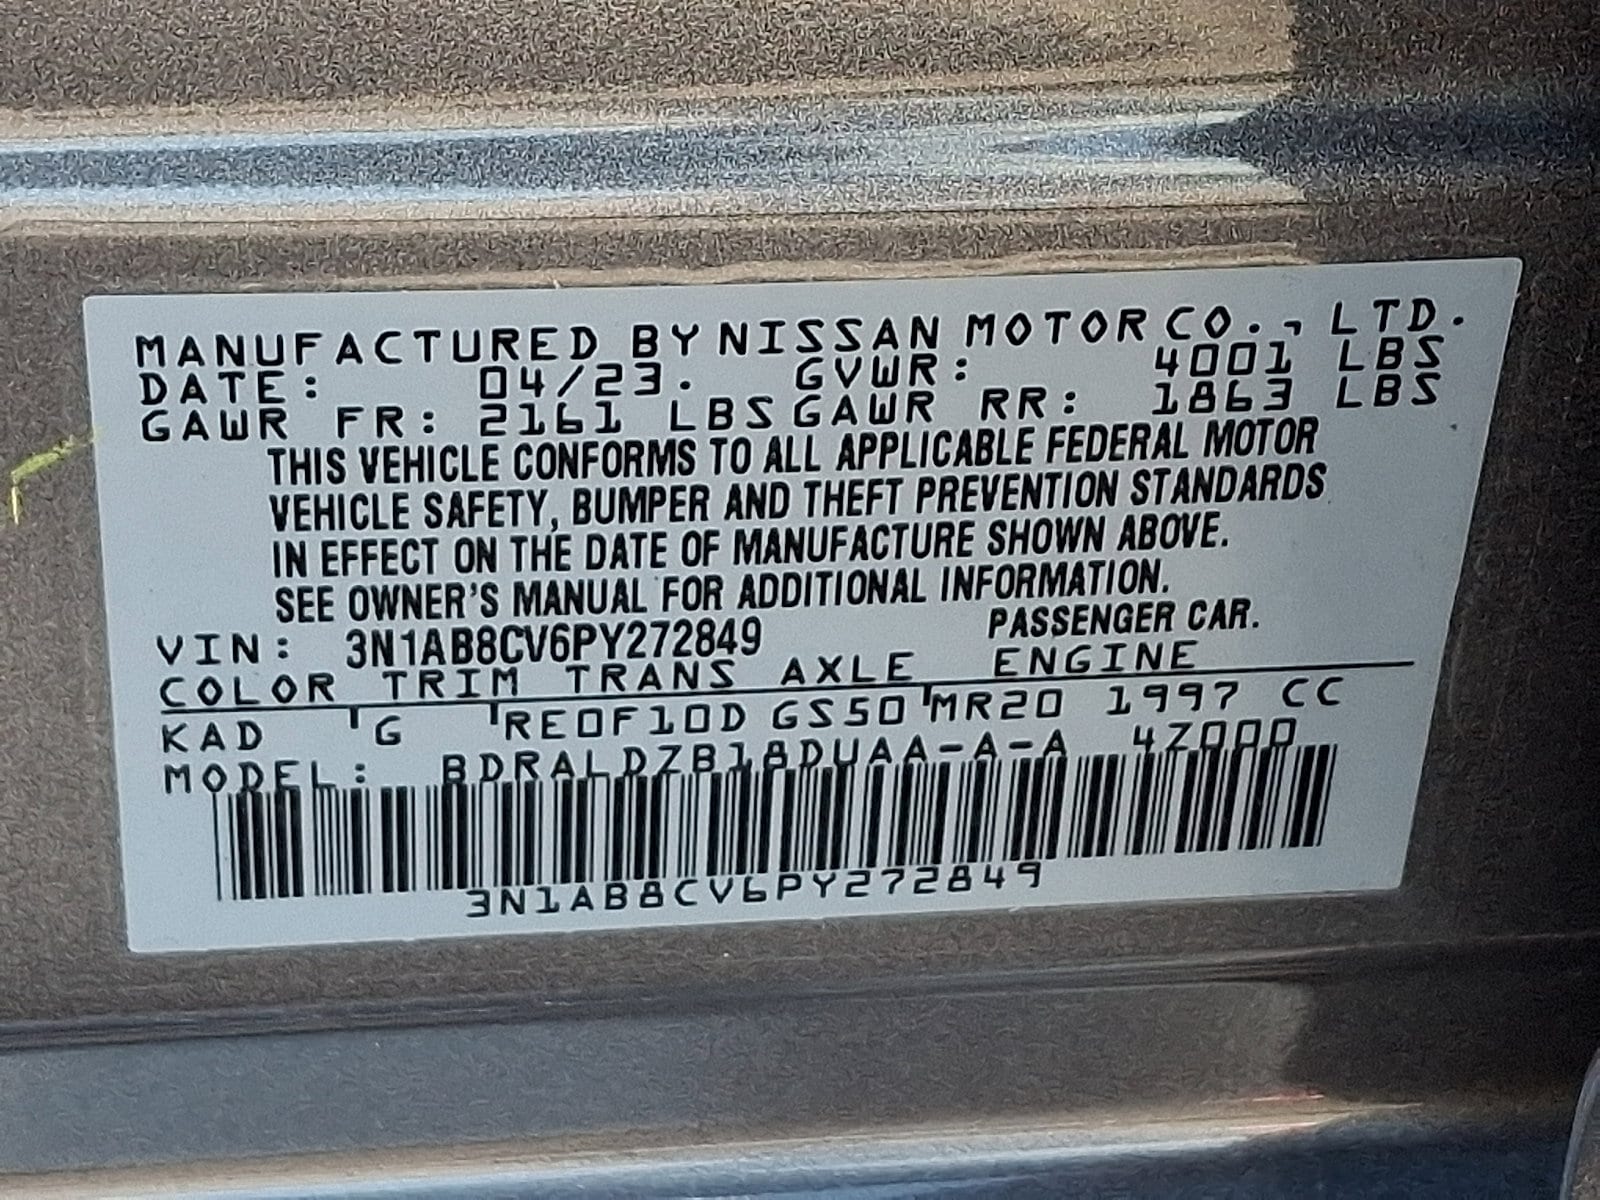 MANUFACTURED BY NISSAN MOTOR CO., LTD.
DATE: 04/23. GVWR: 4001 LBS
GAWR FR: 2161 LBS GAWR RR: 1863 LBS
THIS VEHICLE CONFORMS TO ALL APPLICABLE FEDERAL MOTOR
VEHICLE SAFETY, BUMPER AND THEFT PREVENTION STANDARDS
IN EFFECT ON THE DATE OF MANUFACTURE SHOWN ABOVE.
SEE OWNER'S MANUAL FOR ADDITIONAL INFORMATION.
VIN: 3N1AB8CV6PY272849 PASSENGER CAR.
COLOR TRIM TRANS AXLE ENGINE
KAD G RE0F10D GS50 MR20 1997 CC
MODEL: BDRALDZB18DUAA-A-A 4Z000
3N1AB8CV6PY272849